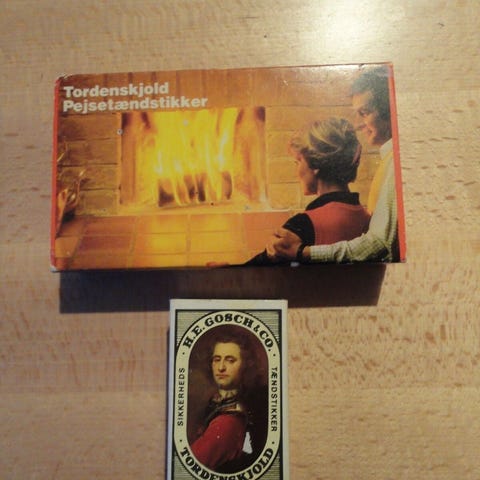 Tordenskjold
Pejsetændstikker
H.E. GOSCH & CO.
SIKKERHEDS
TÆNDSTIKKER
TORDENSKJOLD